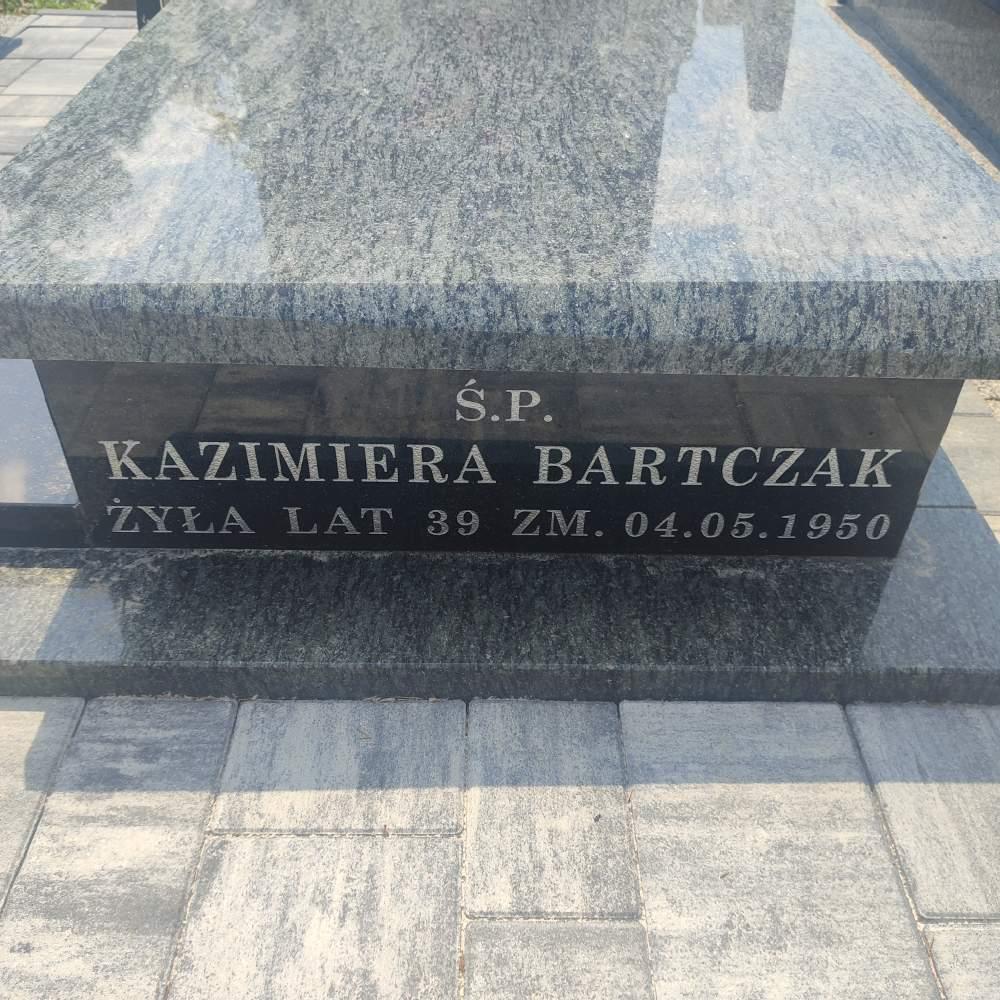 Ś.P.
KAZIMIERA BARTCZAK
ŻYŁA LAT 39 ZM. 04.05.1950